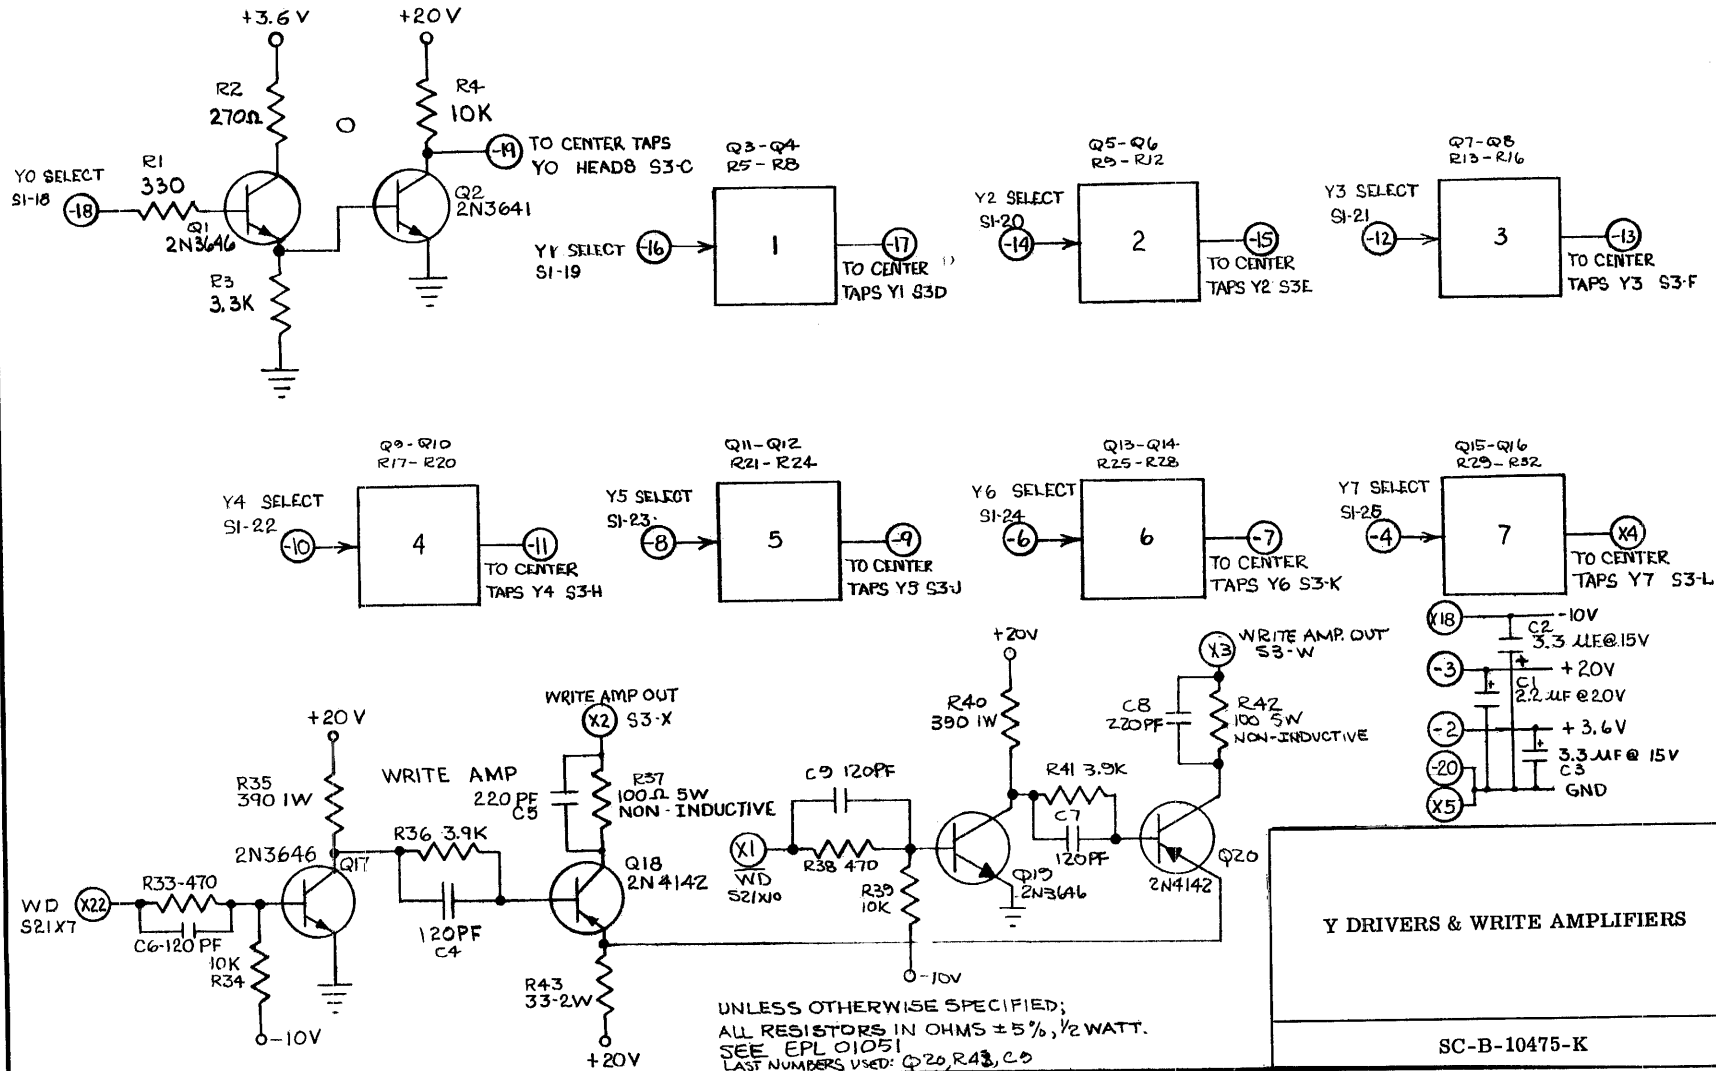 +3.6 V
+20 V
R2
270Ω
R4
10K
R1
330
Y0 SELECT
S1-18
-18
Q1
2N3646
R3
3.3K
Q2
2N3641
-19
TO CENTER TAPS
Y0 HEADS S3-C
Q3-Q4
R5-R8
Y1 SELECT
S1-19
-16
1
-17
TO CENTER
TAPS Y1 S3D
Q5-Q6
R9-R12
Y2 SELECT
S1-20
-14
2
-15
TO CENTER
TAPS Y2 S3E
Q7-Q8
R13-R16
Y3 SELECT
S1-21
-12
3
-13
TO CENTER
TAPS Y3 S3-F
Q9-Q10
R17-R20
Y4 SELECT
S1-22
-10
4
-11
TO CENTER
TAPS Y4 S3-H
Q11-Q12
R21-R24
Y5 SELECT
S1-23
-8
5
-9
TO CENTER
TAPS Y5 S3-J
Q13-Q14
R25-R28
Y6 SELECT
S1-24
-6
6
-7
TO CENTER
TAPS Y6 S3-K
Q15-Q16
R29-R32
Y7 SELECT
S1-25
-4
7
X4
TO CENTER
TAPS Y7 S3-L
X18
-10V
C2
3.3 UF@15V
-3
+20V
C1
2.2 UF @20V
-2
+3.6V
3.3 UF@ 15V
C3
-20
X5
GND
WRITE AMP OUT
X2 S3-X
+20V
R35
390 1W
WRITE AMP
220 PF
C5
R37
100Ω 5W
NON-INDUCTIVE
R36 3.9K
2N3646
Q17
Q18
2N4142
WD
S21X7
X22
R33-470
C6-120 PF
10K
R34
-10V
120PF
C4
R43
33-2W
+20V
+20V
R40
390 1W
X3
WRITE AMP. OUT
S3-W
C8
220PF
R42
100 5W
NON-INDUCTIVE
C9 120PF
R41 3.9K
C7
120PF
X1
WD
S21X10
R38 470
R39
10K
Q19
2N3646
Q20
2N4142
-10V
UNLESS OTHERWISE SPECIFIED;
ALL RESISTORS IN OHMS ±5%, 1/2 WATT.
SEE EPL 01051
LAST NUMBERS USED: Q20, R43, C9
Y DRIVERS & WRITE AMPLIFIERS
SC-B-10475-K